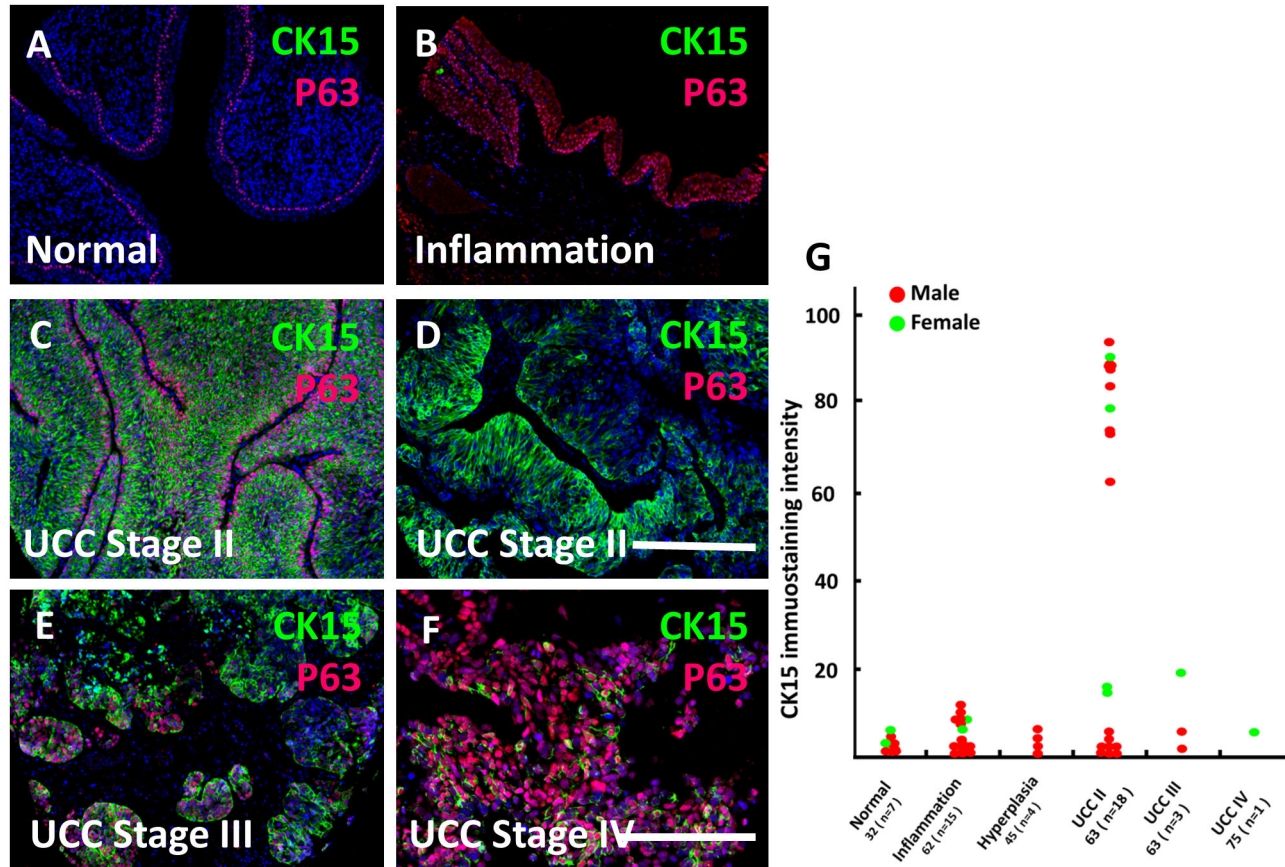 A
CK15
P63
Normal
B
CK15
P63
Inflammation
C
CK15
P63
UCC Stage II
D
CK15
P63
UCC Stage II
E
CK15
P63
UCC Stage III
F
CK15
P63
UCC Stage IV
G
Male
Female
CK15 immuostaining intensity
100
80
60
40
20
Normal
32 (n=7)
Inflammation
62 (n=15)
Hyperplasia
45 (n=4)
UCC II
63 (n=18)
UCC III
63 (n=3)
UCC IV
75 (n=1)